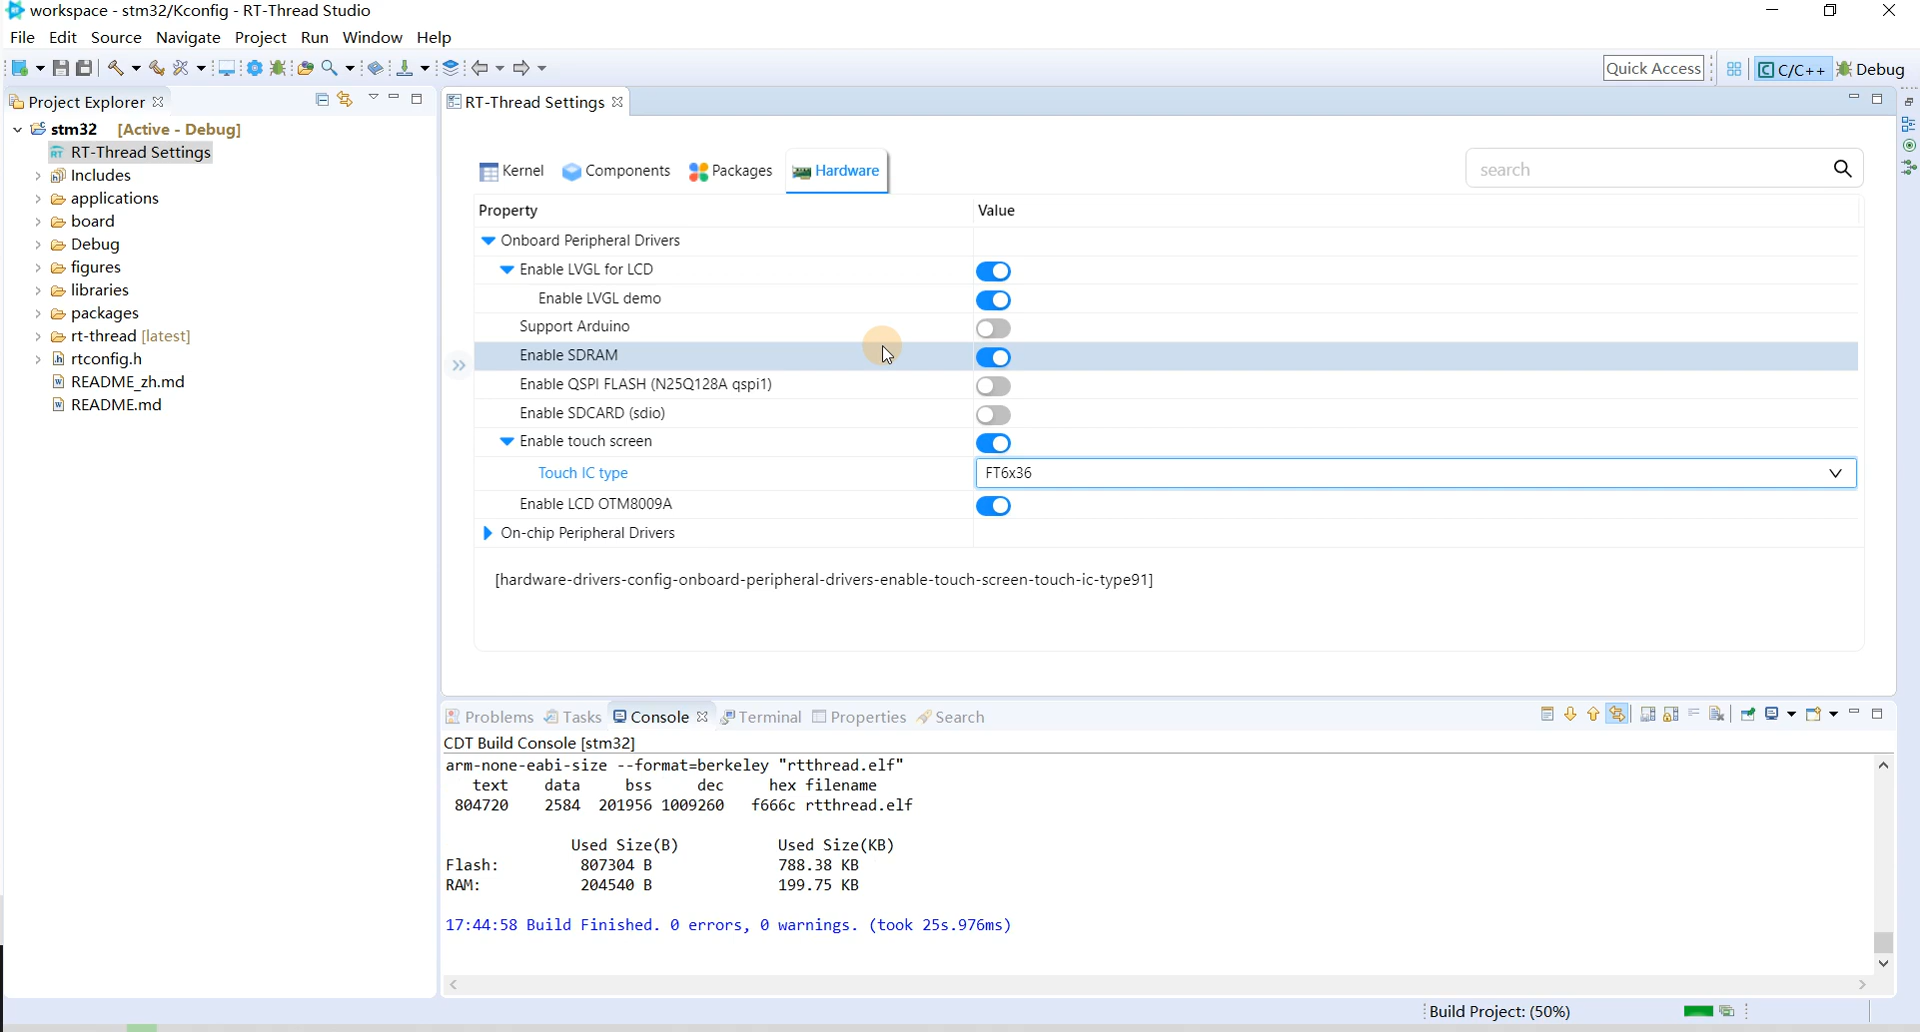 workspace - stm32/Kconfig - RT-Thread Studio
File Edit Source Navigate Project Run Window Help
Quick Access
C/C++
Debug
Project Explorer
stm32 [Active - Debug]
RT-Thread Settings
Includes
applications
board
Debug
figures
libraries
packages
rt-thread [latest]
rtconfig.h
README_zh.md
README.md
RT-Thread Settings
Kernel
Components
Packages
Hardware
search
Property Value
Onboard Peripheral Drivers
Enable LVGL for LCD
Enable LVGL demo
Support Arduino
Enable SDRAM
Enable QSPI FLASH (N25Q128A qspi1)
Enable SDCARD (sdio)
Enable touch screen
Touch IC type FT6x36
Enable LCD OTM8009A
On-chip Peripheral Drivers
[hardware-drivers-config-onboard-peripheral-drivers-enable-touch-screen-touch-ic-type91]
Problems Tasks Console Terminal Properties Search
CDT Build Console [stm32]
arm-none-eabi-size --format=berkeley "rtthread.elf"
text data bss dec hex filename
804720 2584 201956 1009260 f666c rtthread.elf
Used Size(B) Used Size(KB)
Flash: 807304 B 788.38 KB
RAM: 204540 B 199.75 KB
17:44:58 Build Finished. 0 errors, 0 warnings. (took 25s.976ms)
Build Project: (50%)